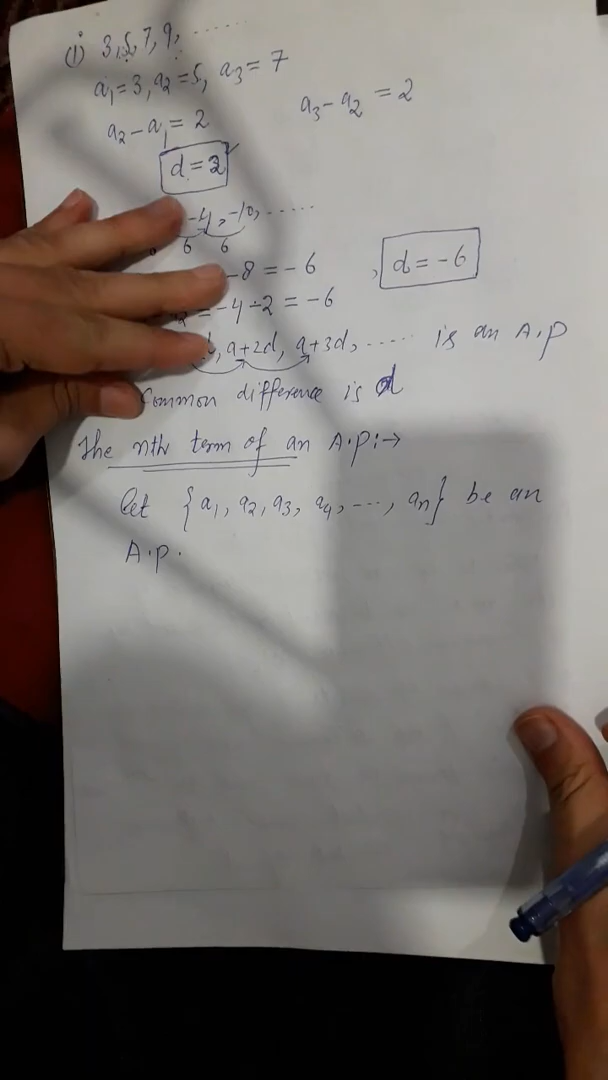 (i) 3,5,7,9, ......
a₁=3, a₂=5, a₃=7
a₂-a₁=2 a₃-a₂=2
d=2
-4,-10, .....
6 6
-8 = -6 , d=-6
= -4-2 = -6
, a+2d, a+3d, ..... is an A.P
Common difference is d
The nth term of an A.P:→
let {a₁, a₂, a₃, a₄, ---, aₙ} be an
A.P.